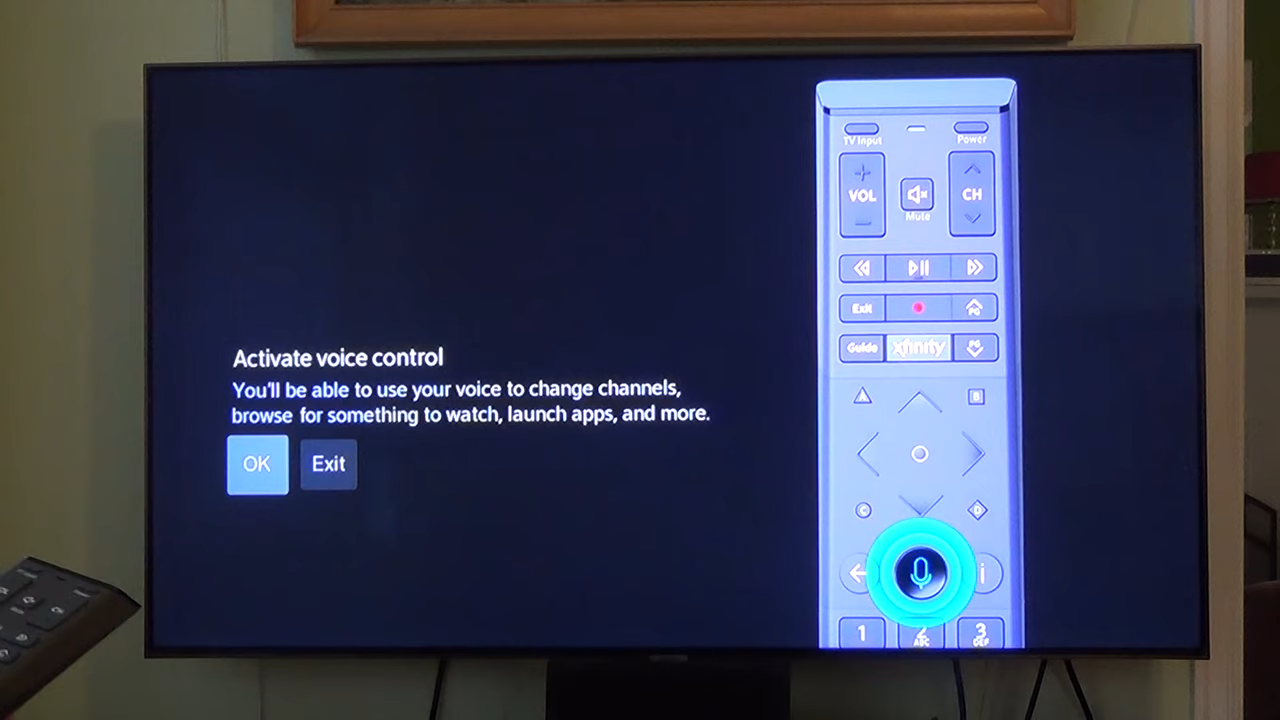 TV Input
Power
VOL
CH
Mute
Exit
PG
Guide
xfinity
PG
Activate voice control
You'll be able to use your voice to change channels,
browse for something to watch, launch apps, and more.
OK
Exit
A
B
C
D
i
1
2
3
ABC
DEF